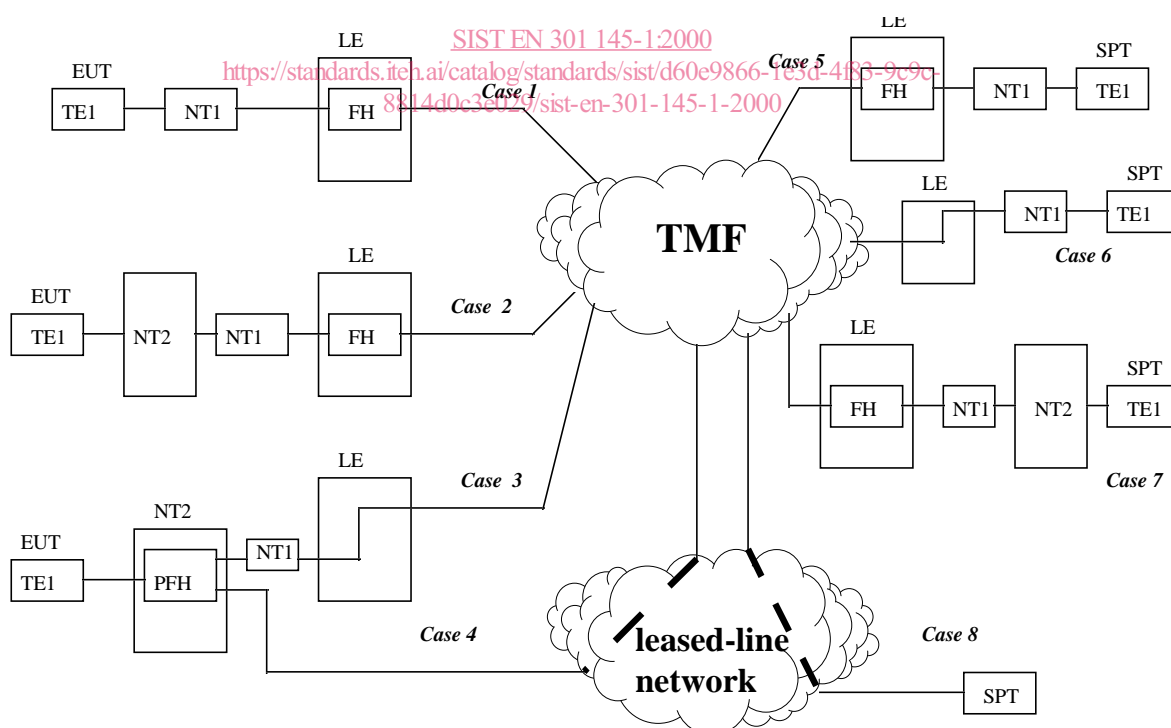 LE
SIST EN 301 145-1:2000
https://standards.iteh.ai/catalog/standards/sist/d60e9866-1e3d-4f83-9c9c-
8814d0c3e029/sist-en-301-145-1-2000
EUT
TE1
NT1
FH
Case 1
LE
Case 5
FH
NT1
SPT
TE1
TMF
LE
NT1
SPT
TE1
Case 6
EUT
TE1
NT2
NT1
LE
FH
Case 2
LE
FH
NT1
NT2
SPT
TE1
Case 7
EUT
TE1
NT2
PFH
NT1
LE
Case 3
Case 4
leased-line
network
Case 8
SPT